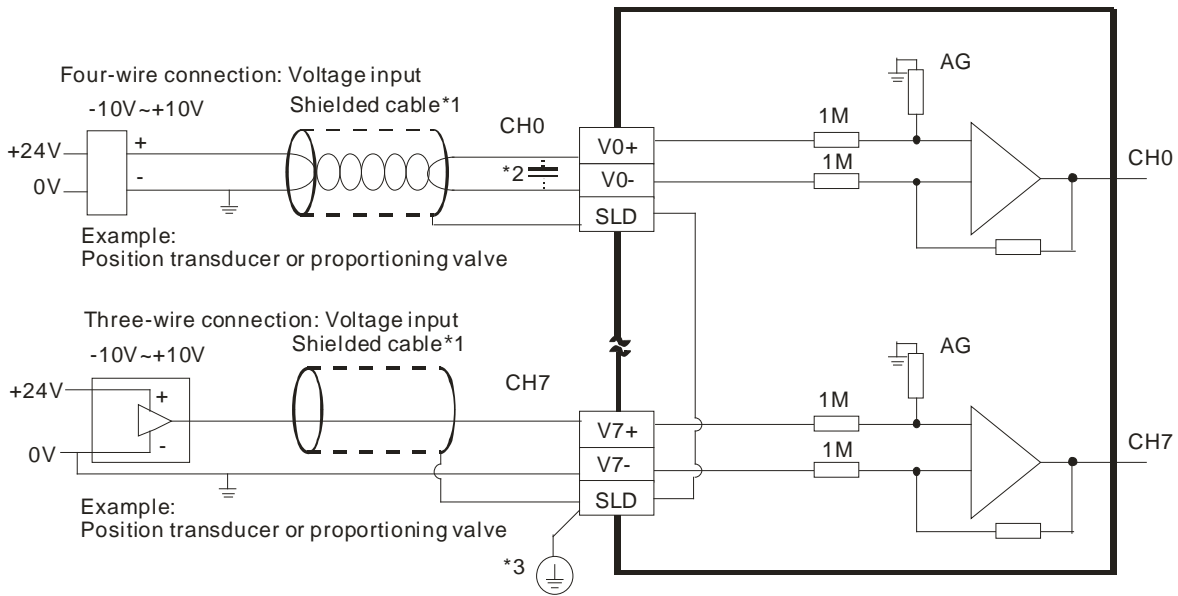 Four-wire connection: Voltage input
-10V~+10V
Shielded cable*1
CH0
+24V
0V
+
-
*2
V0+
V0-
SLD
1M
1M
AG
CH0
Example:
Position transducer or proportioning valve
Three-wire connection: Voltage input
-10V~+10V
Shielded cable*1
CH7
+24V
0V
+
-
V7+
V7-
SLD
1M
1M
AG
CH7
Example:
Position transducer or proportioning valve
*3